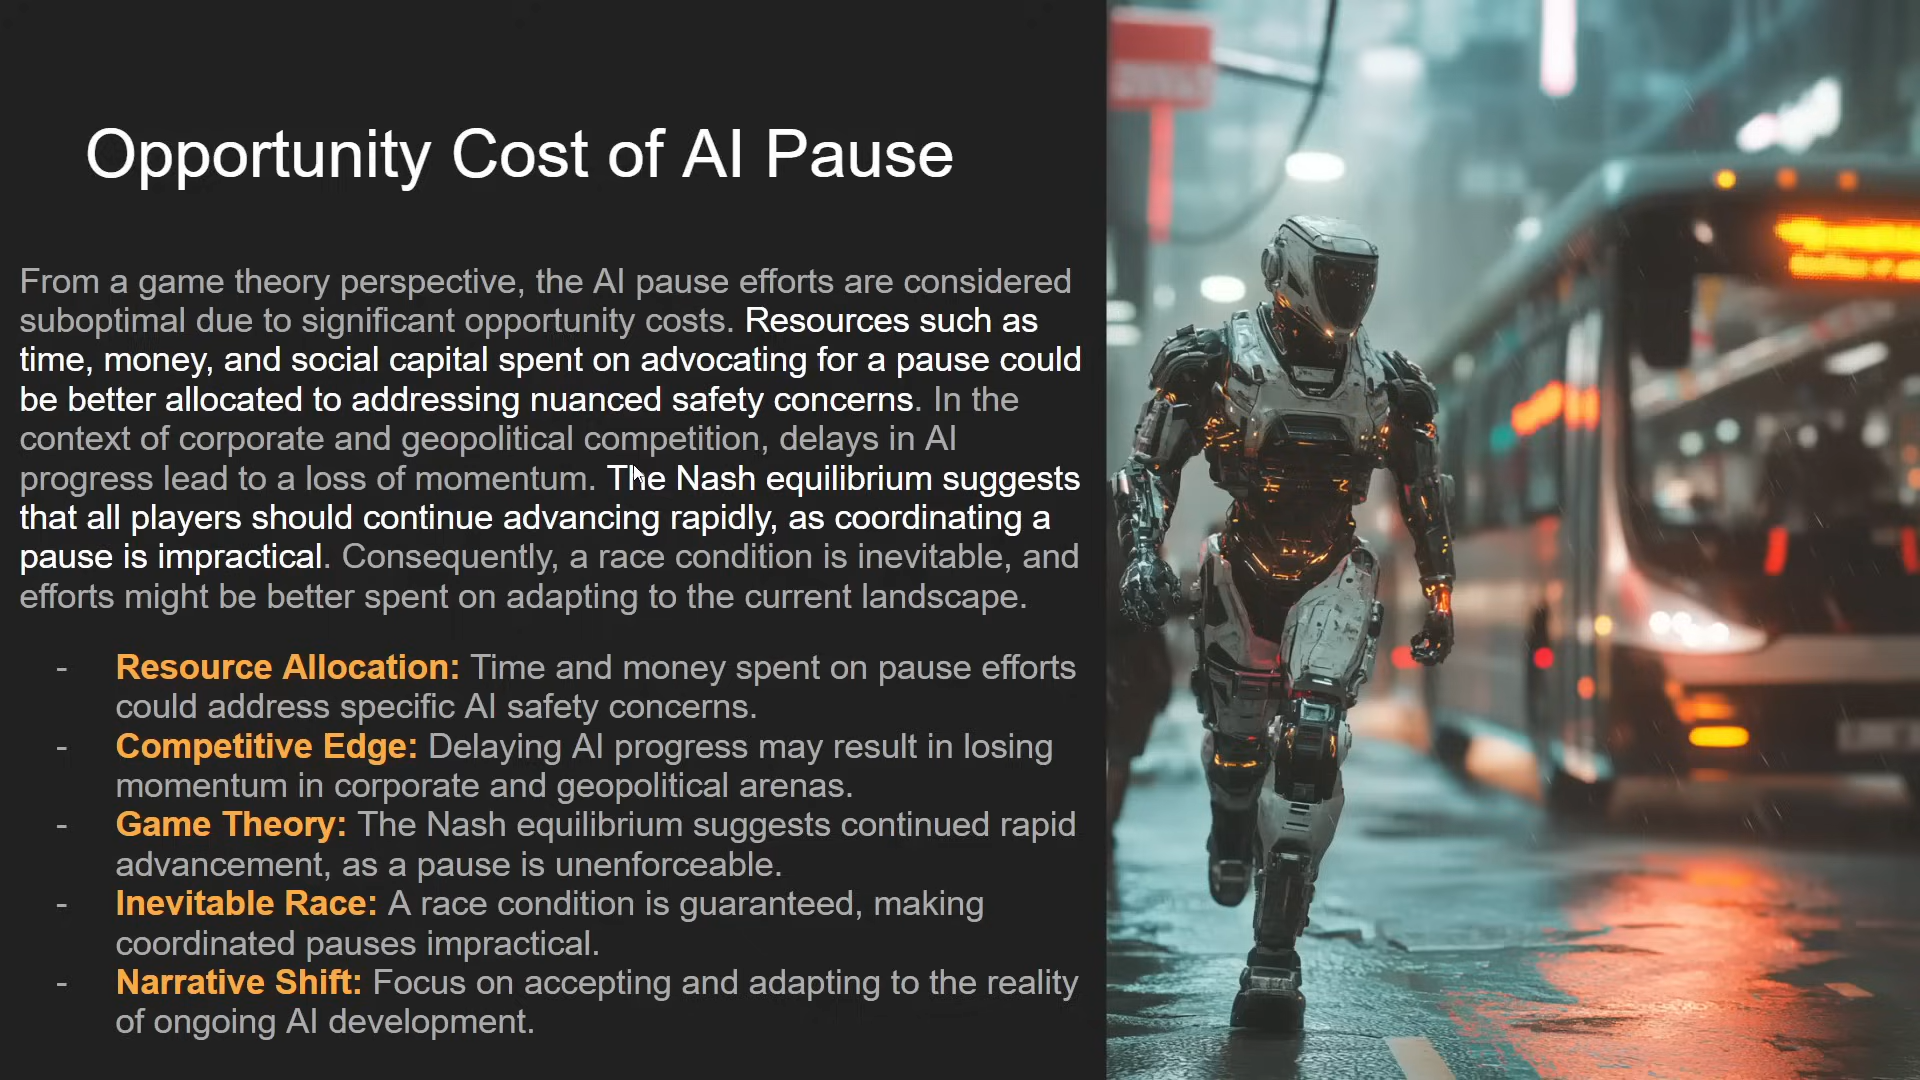 Opportunity Cost of AI Pause
From a game theory perspective, the AI pause efforts are considered
suboptimal due to significant opportunity costs. Resources such as
time, money, and social capital spent on advocating for a pause could
be better allocated to addressing nuanced safety concerns. In the
context of corporate and geopolitical competition, delays in AI
progress lead to a loss of momentum. The Nash equilibrium suggests
that all players should continue advancing rapidly, as coordinating a
pause is impractical. Consequently, a race condition is inevitable, and
efforts might be better spent on adapting to the current landscape.
- Resource Allocation: Time and money spent on pause efforts
could address specific AI safety concerns.
- Competitive Edge: Delaying AI progress may result in losing
momentum in corporate and geopolitical arenas.
- Game Theory: The Nash equilibrium suggests continued rapid
advancement, as a pause is unenforceable.
- Inevitable Race: A race condition is guaranteed, making
coordinated pauses impractical.
- Narrative Shift: Focus on accepting and adapting to the reality
of ongoing AI development.